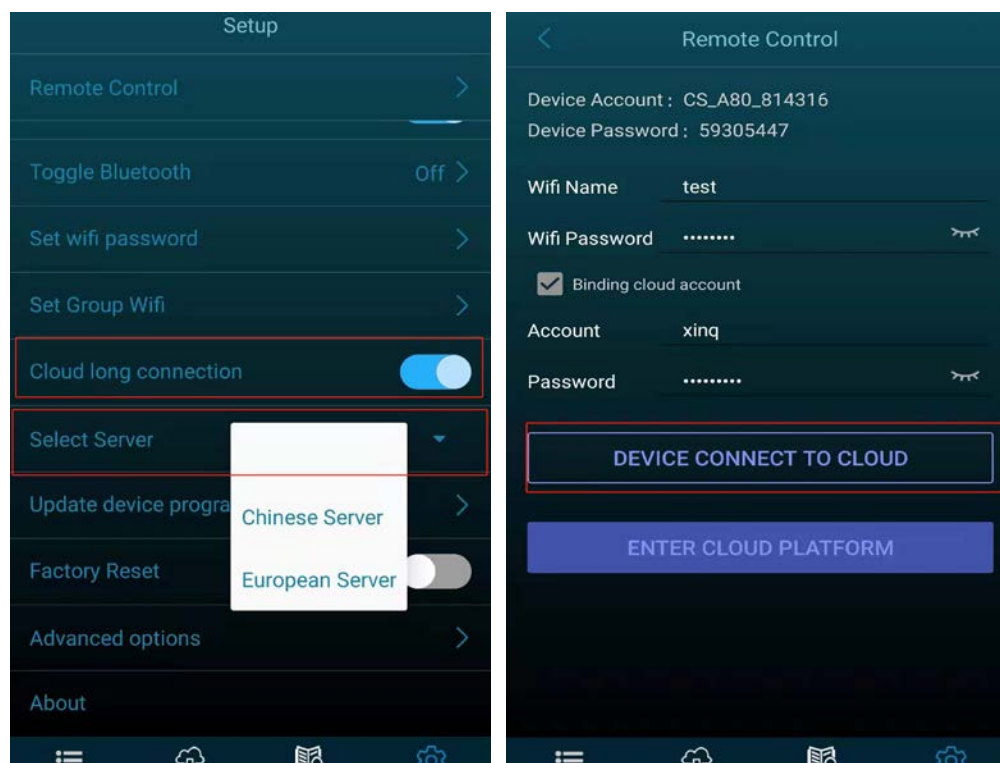 Setup
Remote Control
Toggle Bluetooth Off
Set wifi password
Set Group Wifi
Cloud long connection
Select Server
Chinese Server
Update device progra
European Server
Factory Reset
Advanced options
About
Remote Control
Device Account: CS_A80_814316
Device Password: 59305447
Wifi Name test
Wifi Password ········
Binding cloud account
Account xinq
Password ·········
DEVICE CONNECT TO CLOUD
ENTER CLOUD PLATFORM